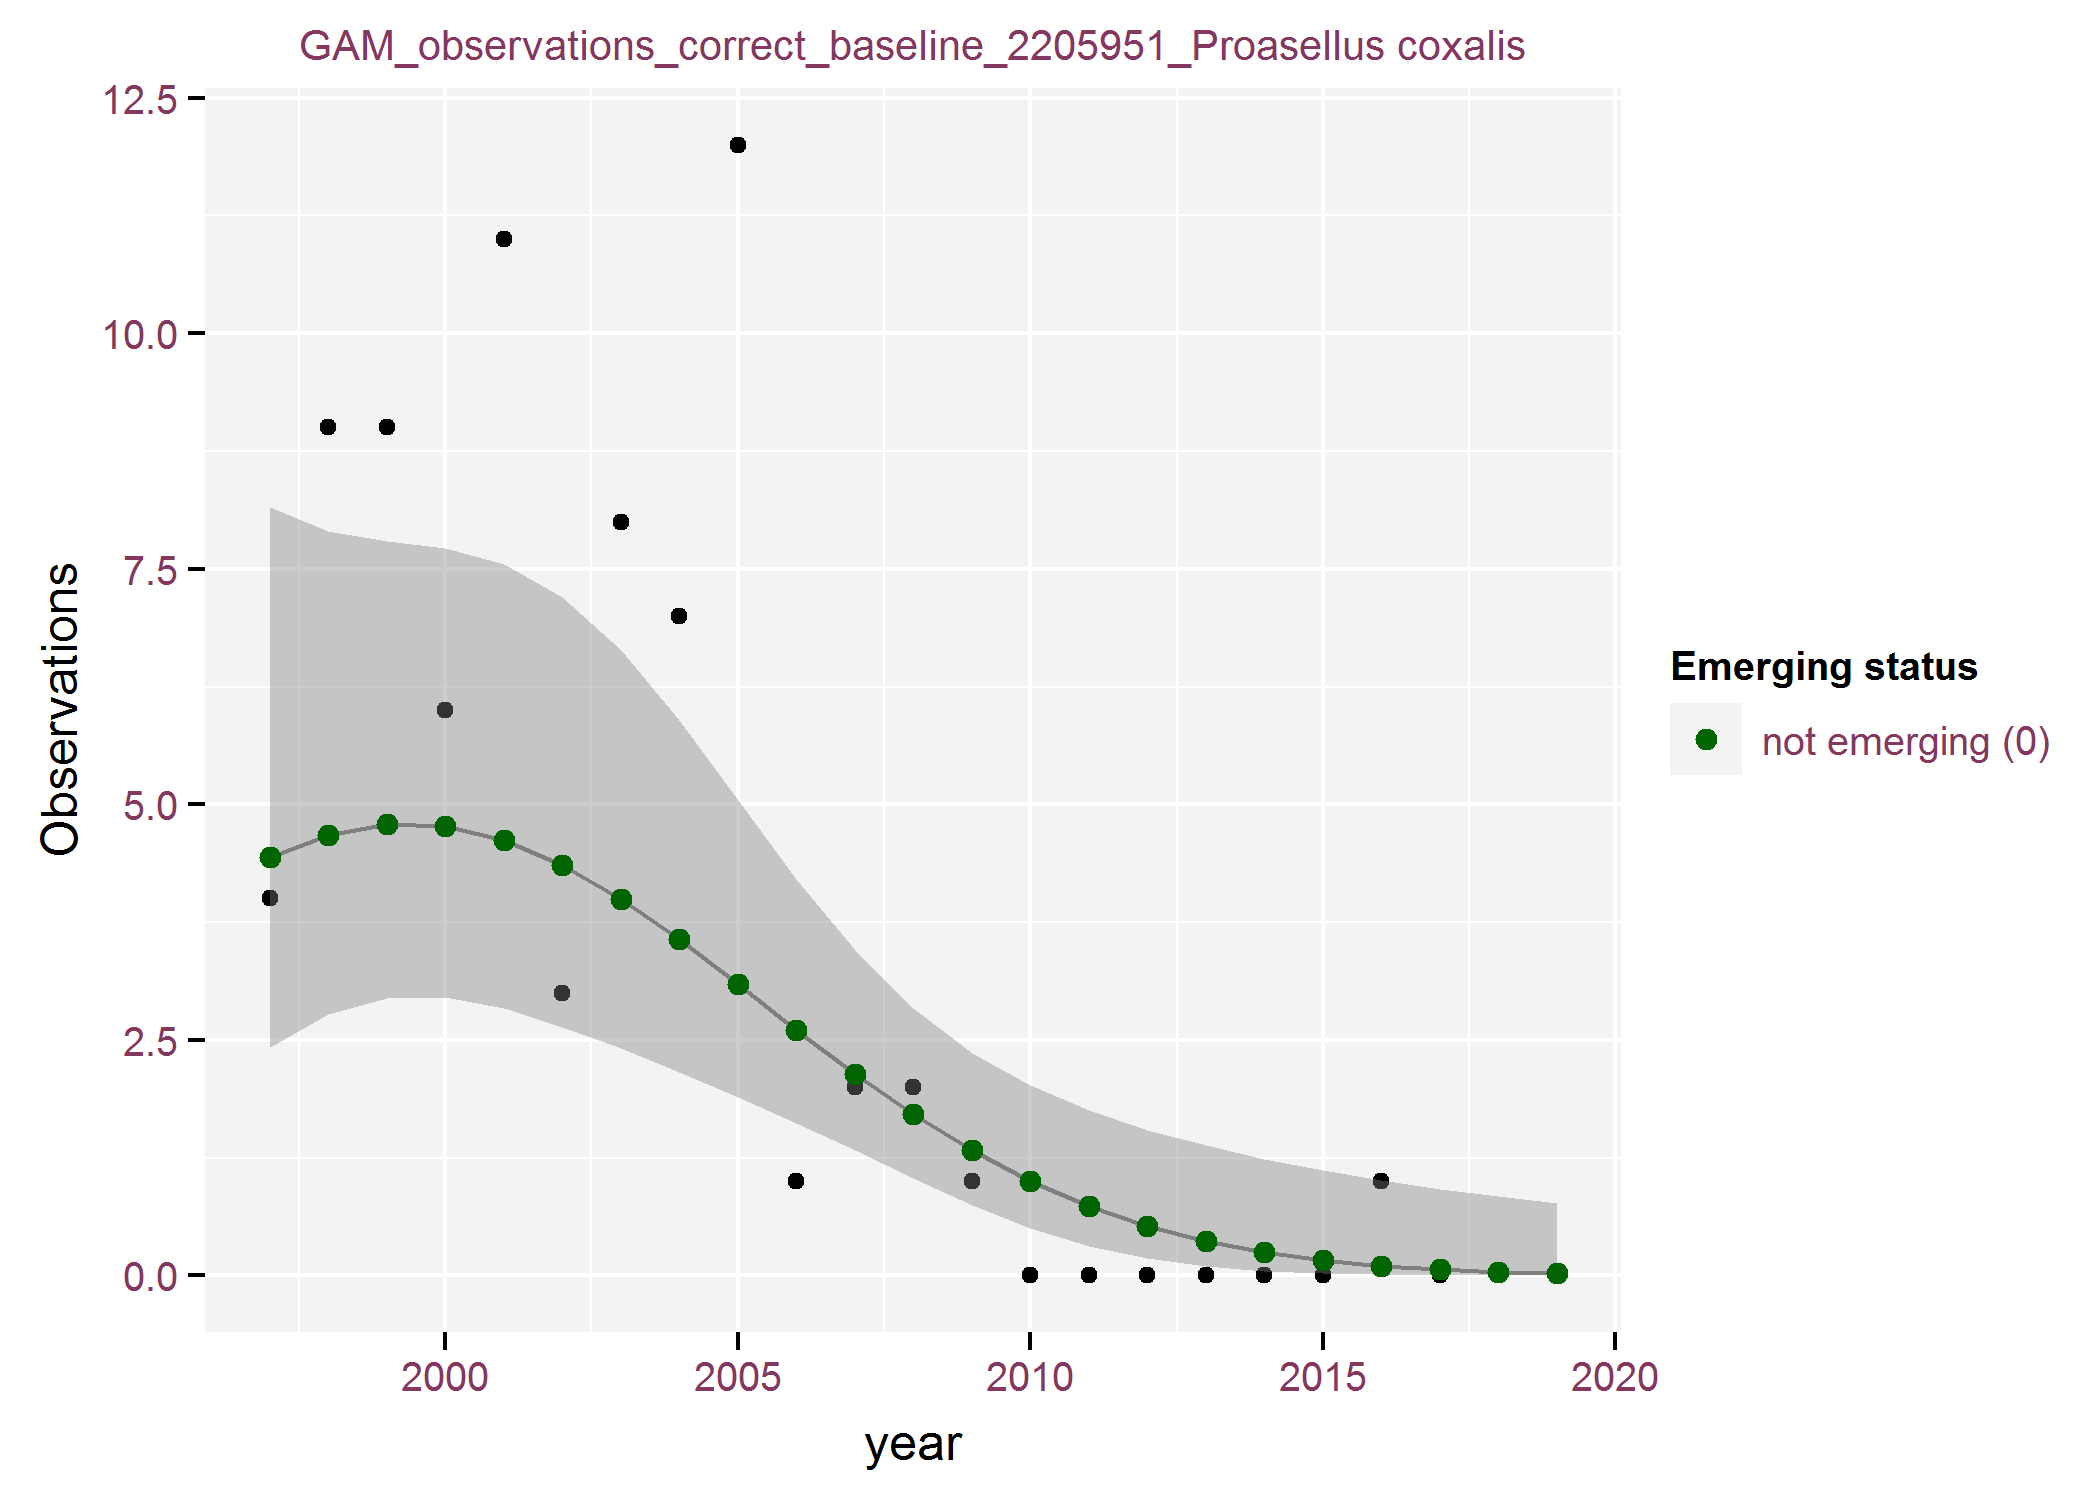 GAM_observations_correct_baseline_2205951_Proasellus coxalis
12.5
10.0
7.5
5.0
2.5
0.0
Observations
2000
2005
2010
2015
2020
year
Emerging status
not emerging (0)